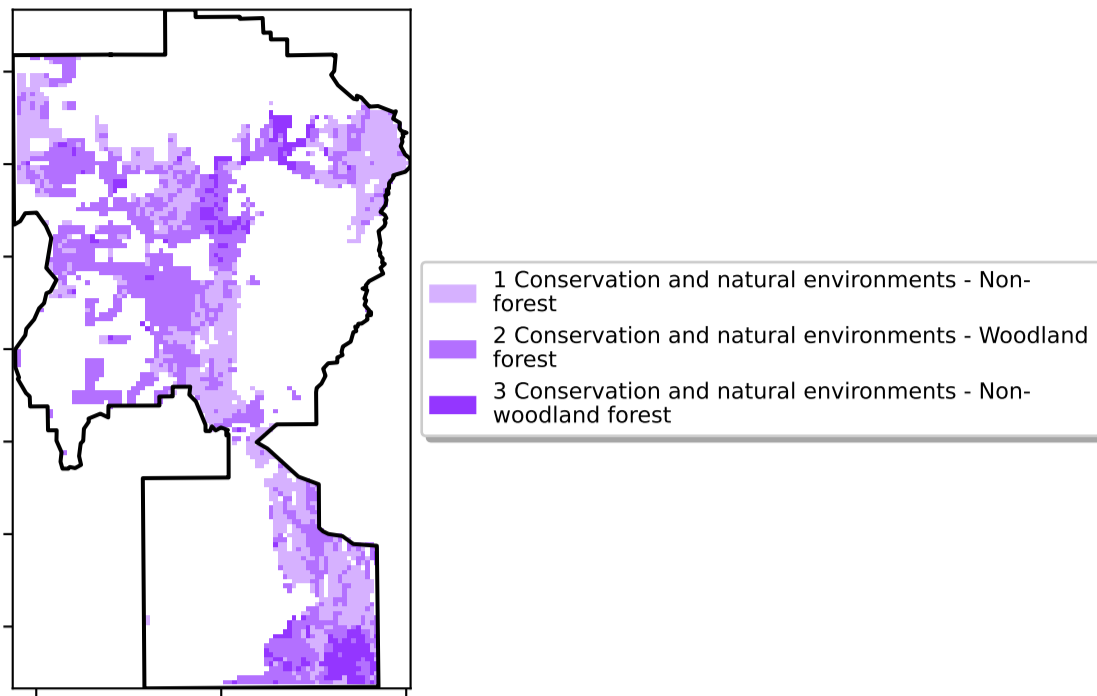 1 Conservation and natural environments - Non-
forest
2 Conservation and natural environments - Woodland
forest
3 Conservation and natural environments - Non-
woodland forest